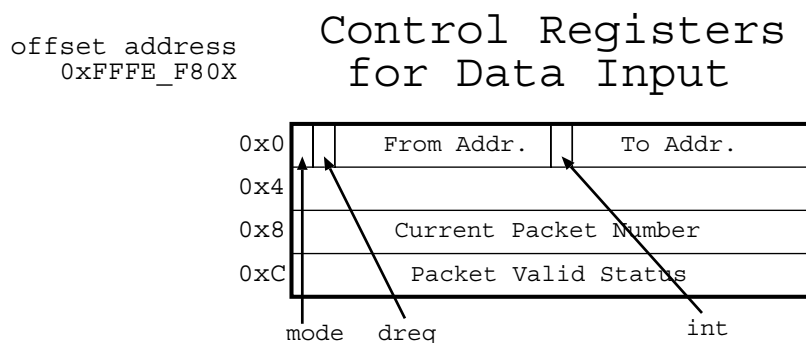 Control Registers
for Data Input
offset address
0xFFFE_F80X
0x0 From Addr. To Addr.
0x4
0x8 Current Packet Number
0xC Packet Valid Status
mode dreq int